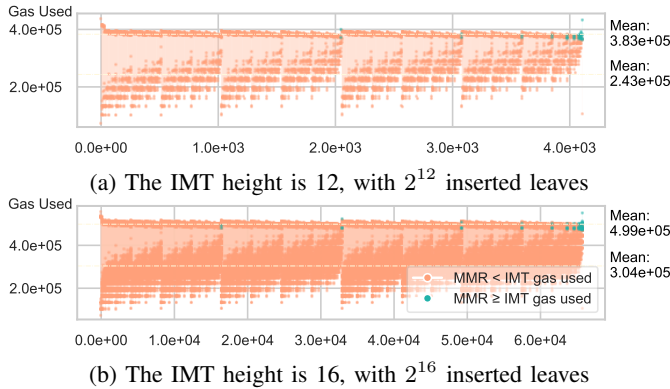 Gas Used
4.0e+05
2.0e+05
Mean:
3.83e+05
Mean:
2.43e+05
0.0e+00 1.0e+03 2.0e+03 3.0e+03 4.0e+03
(a) The IMT height is 12, with 2^12 inserted leaves
Gas Used
4.0e+05
2.0e+05
Mean:
4.99e+05
Mean:
3.04e+05
MMR < IMT gas used
MMR ≥ IMT gas used
0.0e+00 1.0e+04 2.0e+04 3.0e+04 4.0e+04 5.0e+04 6.0e+04
(b) The IMT height is 16, with 2^16 inserted leaves